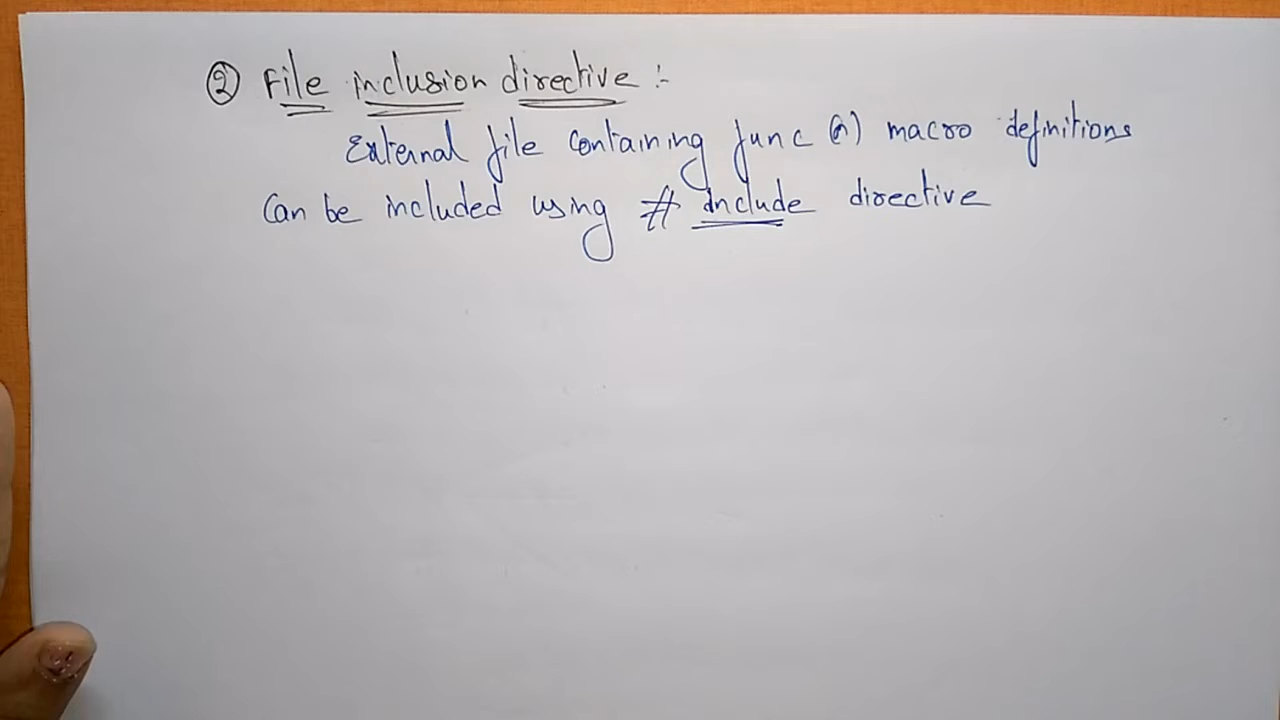 ② File inclusion directive :-
External file containing func (or) macro definitions
Can be included using # include directive